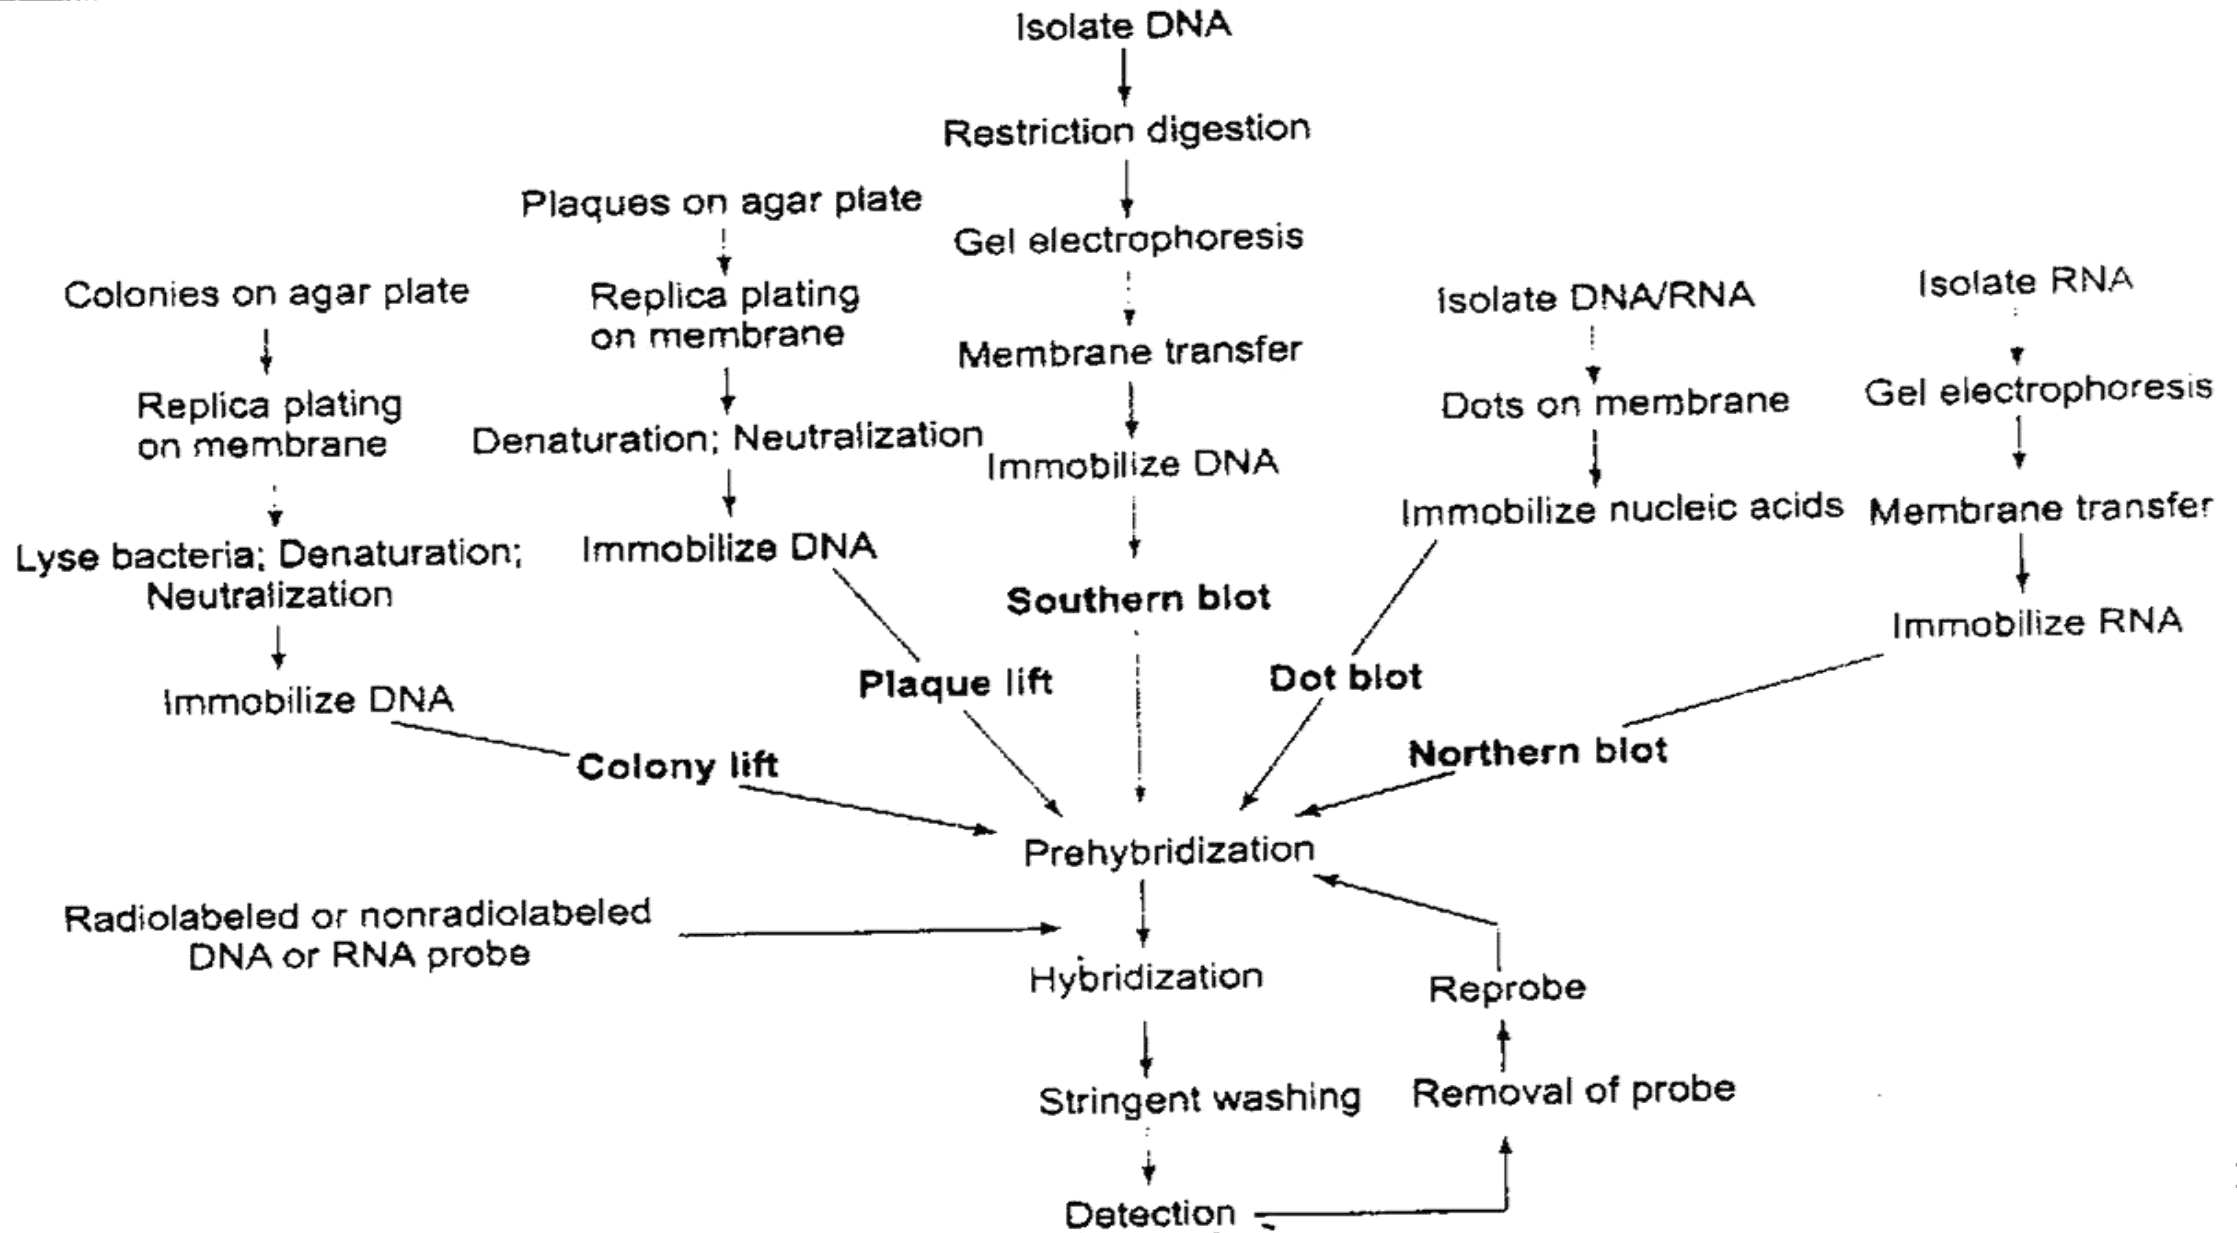 Isolate DNA
Restriction digestion
Gel electrophoresis
Membrane transfer
Immobilize DNA
Southern blot
Plaques on agar plate
Replica plating
on membrane
Denaturation; Neutralization
Immobilize DNA
Plaque lift
Colonies on agar plate
Replica plating
on membrane
Lyse bacteria; Denaturation;
Neutralization
Immobilize DNA
Colony lift
Isolate DNA/RNA
Dots on membrane
Immobilize nucleic acids
Dot blot
Isolate RNA
Gel electrophoresis
Membrane transfer
Immobilize RNA
Northern blot
Prehybridization
Radiolabeled or nonradiolabeled
DNA or RNA probe
Hybridization
Stringent washing
Detection
Removal of probe
Reprobe